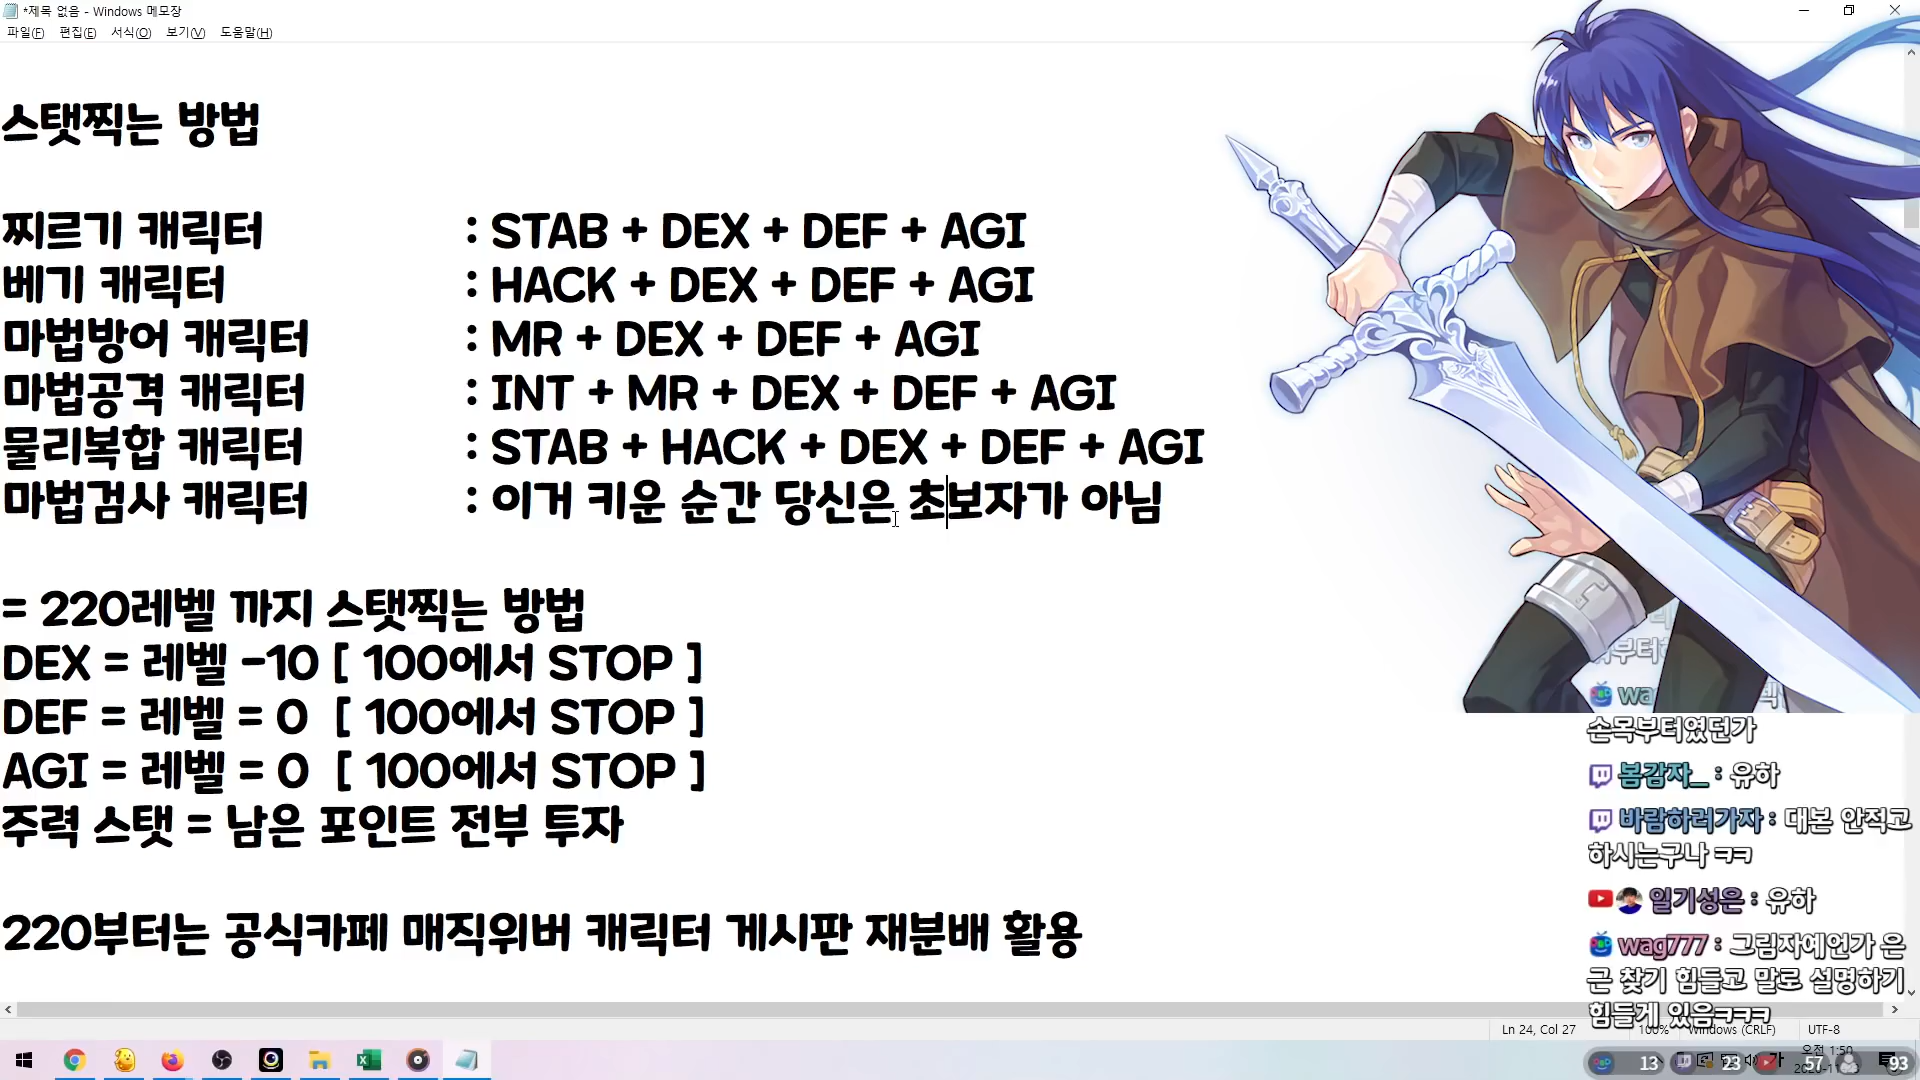 *제목 없음 - Windows 메모장
파일(F) 편집(E) 서식(O) 보기(V) 도움말(H)
스탯찍는 방법
찌르기 캐릭터 : STAB + DEX + DEF + AGI
베기 캐릭터 : HACK + DEX + DEF + AGI
마법방어 캐릭터 : MR + DEX + DEF + AGI
마법공격 캐릭터 : INT + MR + DEX + DEF + AGI
물리복합 캐릭터 : STAB + HACK + DEX + DEF + AGI
마법검사 캐릭터 : 이거 키운 순간 당신은 초보자가 아님
= 220레벨 까지 스탯찍는 방법
DEX = 레벨 -10 [ 100에서 STOP ]
DEF = 레벨 = 0 [ 100에서 STOP ]
AGI = 레벨 = 0 [ 100에서 STOP ]
주력 스탯 = 남은 포인트 전부 투자
220부터는 공식카페 매직위버 캐릭터 게시판 재분배 활용
손목부터였던가
봄감자_ : 유하
바람하려가자 : 대본 안적고
하시는구나 ㅋㅋ
일기성은 : 유하
wag777 : 그림자예언가 은
근 찾기 힘들고 말로 설명하기
힘들게 있음ㅋㅋㅋ
Ln 24, Col 27 100% Windows (CRLF) UTF-8
오전 1:50
13 23 57 93